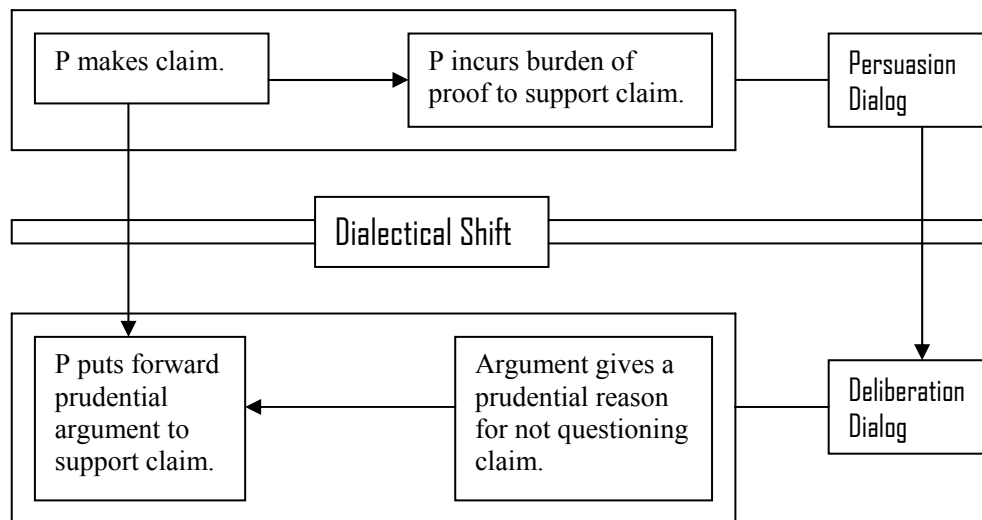 P makes claim.
P incurs burden of
proof to support claim.
Persuasion
Dialog
Dialectical Shift
P puts forward
prudential
argument to
support claim.
Argument gives a
prudential reason
for not questioning
claim.
Deliberation
Dialog